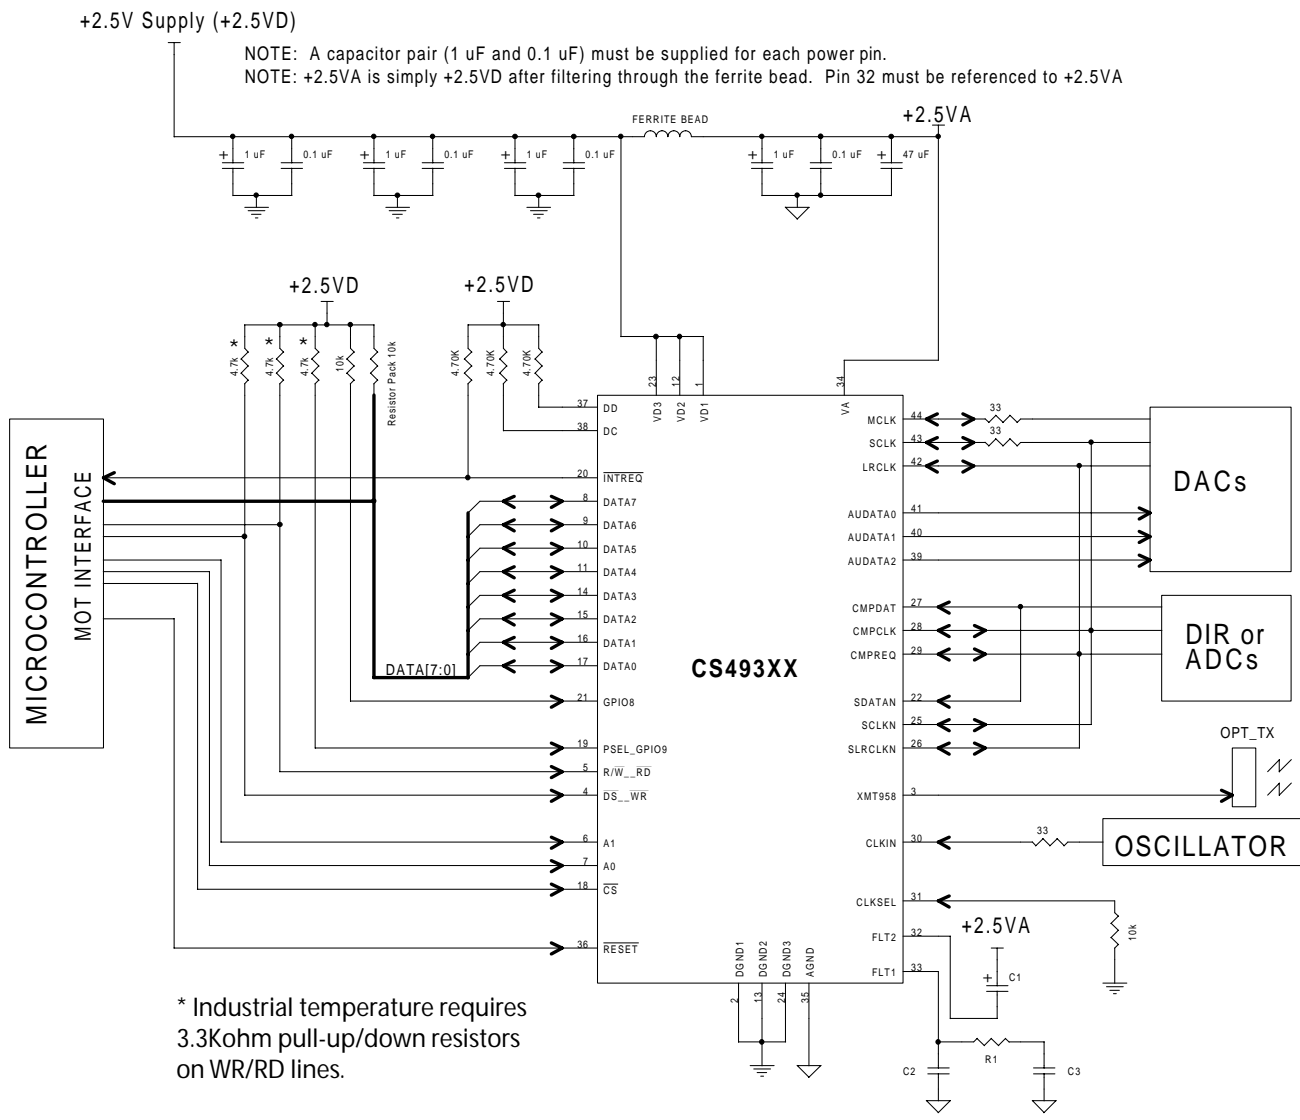 +2.5V Supply (+2.5VD)
NOTE: A capacitor pair (1 uF and 0.1 uF) must be supplied for each power pin.
NOTE: +2.5VA is simply +2.5VD after filtering through the ferrite bead. Pin 32 must be referenced to +2.5VA
FERRITE BEAD
+2.5VA
+ 1 uF
0.1 uF
+ 1 uF
0.1 uF
+ 1 uF
0.1 uF
+ 1 uF
0.1 uF
+ 47 uF
+2.5VD
+2.5VD
* 4.7k
* 4.7k
* 4.7k
10k
Resistor Pack 10k
4.70K
4.70K
4.70K
23
12
1
34
VD3
VD2
VD1
VA
MICROCONTROLLER
MOT INTERFACE
DATA[7:0]
37 DD
38 DC
20 INTREQ
8 DATA7
9 DATA6
10 DATA5
11 DATA4
14 DATA3
15 DATA2
16 DATA1
17 DATA0
21 GPIO8
19 PSEL_GPIO9
5 R/W__RD
4 DS__WR
6 A1
7 A0
18 CS
36 RESET
CS493XX
MCLK 44 33
SCLK 43 33
LRCLK 42
AUDATA0 41
AUDATA1 40
AUDATA2 39
CMPDAT 27
CMPCLK 28
CMPREQ 29
SDATAN 22
SCLKN 25
SLRCLKN 26
XMT958 3
CLKIN 30 33
CLKSEL 31
FLT2 32
FLT1 33
DACs
DIR or
ADCs
OPT_TX
OSCILLATOR
10k
+2.5VA
+ C1
DGND1
DGND2
DGND3
AGND
2
13
24
35
C2
R1
C3
* Industrial temperature requires
3.3Kohm pull-up/down resistors
on WR/RD lines.